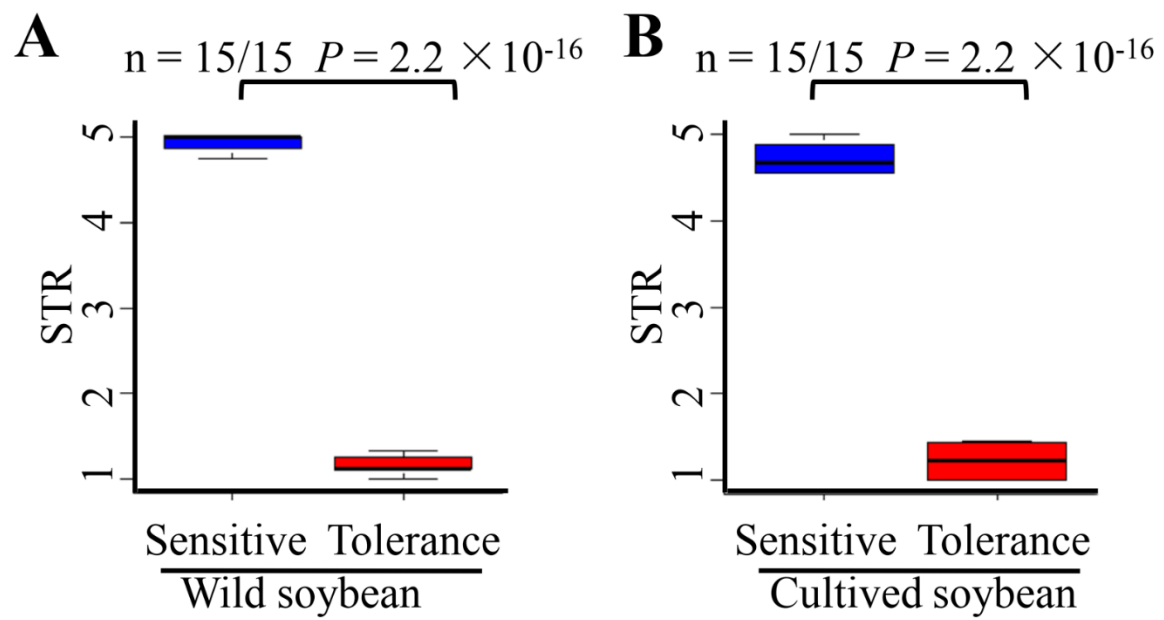 A
n = 15/15 P = 2.2 ×10-16
STR
5
4
3
2
1
Sensitive Tolerance
Wild soybean
B
n = 15/15 P = 2.2 ×10-16
STR
5
4
3
2
1
Sensitive Tolerance
Cultived soybean